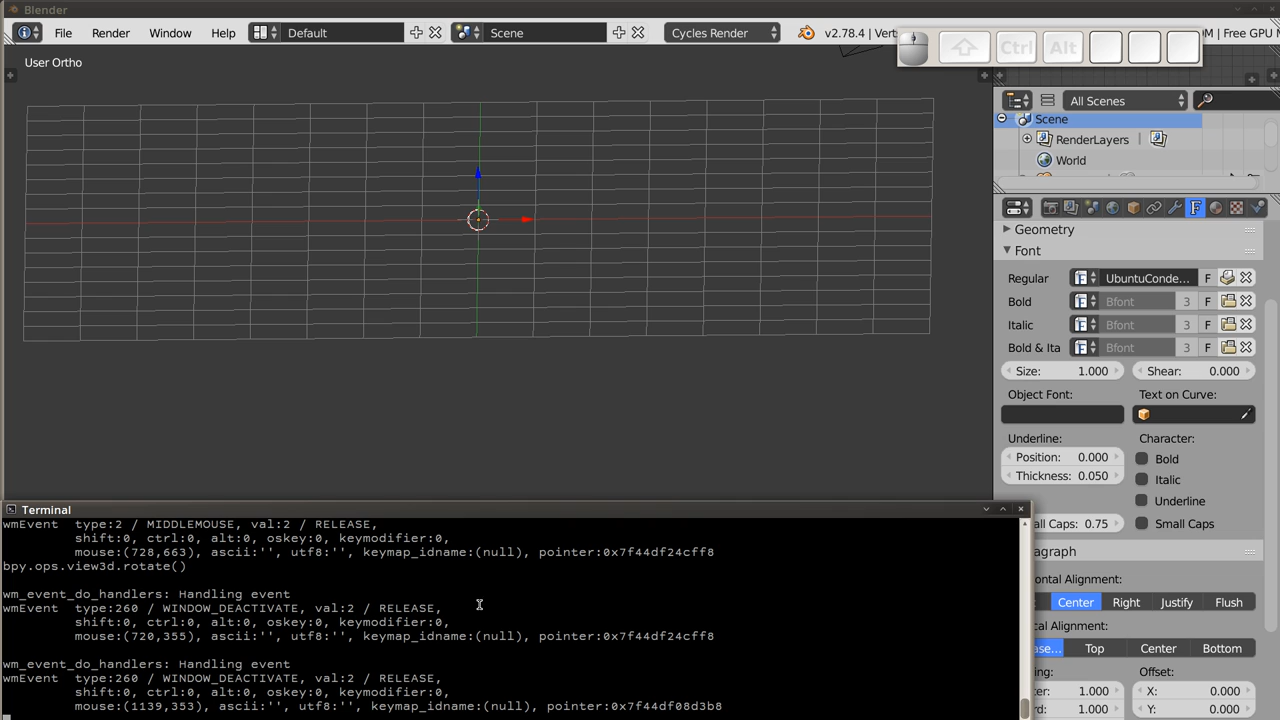 Blender
File Render Window Help Default Scene Cycles Render v2.78.4 | Vert
Ctrl Alt M | Free GPU M
User Ortho
All Scenes
Scene
RenderLayers |
World
Geometry
Font
Regular F UbuntuConde... F
Bold F Bfont 3 F
Italic F Bfont 3 F
Bold & Ita F Bfont 3 F
Size: 1.000 Shear: 0.000
Object Font: Text on Curve:
Underline: Character:
Position: 0.000 Bold
Thickness: 0.050 Italic
Underline
all Caps: 0.75 Small Caps
Terminal
wmEvent type:2 / MIDDLEMOUSE, val:2 / RELEASE,
shift:0, ctrl:0, alt:0, oskey:0, keymodifier:0,
mouse:(728,663), ascii:'', utf8:'', keymap_idname:(null), pointer:0x7f44df24cff8
bpy.ops.view3d.rotate()
wm_event_do_handlers: Handling event
wmEvent type:260 / WINDOW_DEACTIVATE, val:2 / RELEASE,
shift:0, ctrl:0, alt:0, oskey:0, keymodifier:0,
mouse:(720,355), ascii:'', utf8:'', keymap_idname:(null), pointer:0x7f44df24cff8
wm_event_do_handlers: Handling event
wmEvent type:260 / WINDOW_DEACTIVATE, val:2 / RELEASE,
shift:0, ctrl:0, alt:0, oskey:0, keymodifier:0,
mouse:(1139,353), ascii:'', utf8:'', keymap_idname:(null), pointer:0x7f44df08d3b8
agraph
ontal Alignment:
Center Right Justify Flush
cal Alignment:
ase... Top Center Bottom
ing: Offset:
ter: 1.000 X: 0.000
rd: 1.000 Y: 0.000